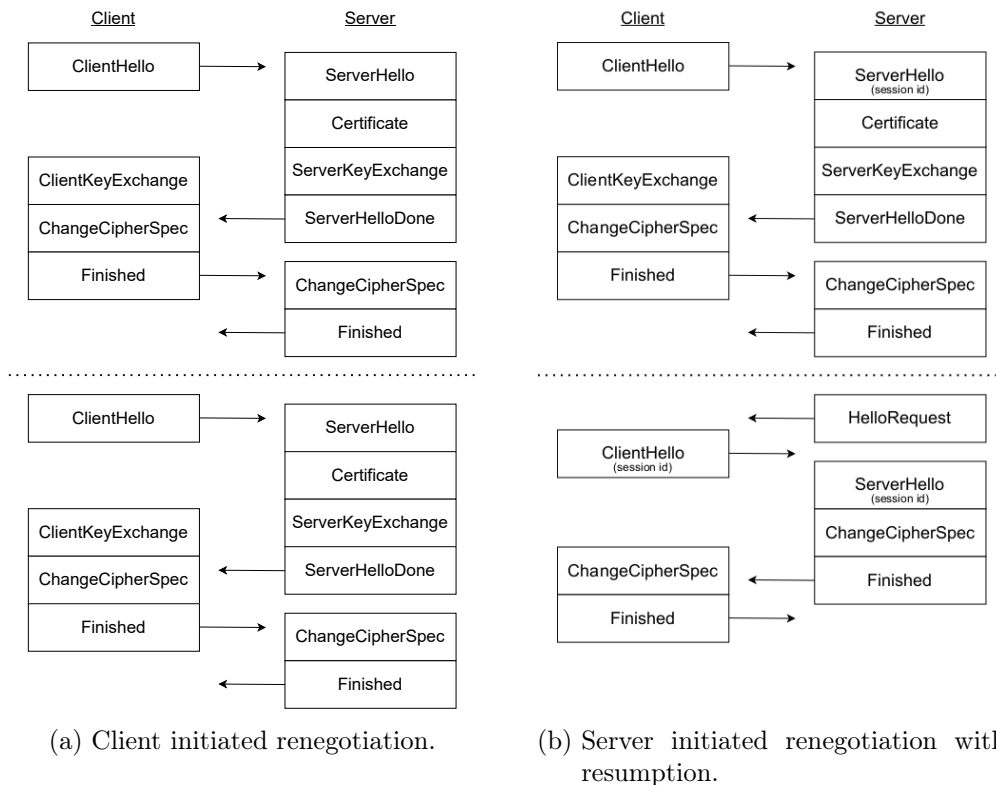 Client
Server
ClientHello
ServerHello
Certificate
ClientKeyExchange
ServerKeyExchange
ChangeCipherSpec
ServerHelloDone
Finished
ChangeCipherSpec
Finished
ClientHello
ServerHello
Certificate
ClientKeyExchange
ServerKeyExchange
ChangeCipherSpec
ServerHelloDone
Finished
ChangeCipherSpec
Finished
(a) Client initiated renegotiation.
Client
Server
ClientHello
ServerHello
(session id)
Certificate
ClientKeyExchange
ServerKeyExchange
ChangeCipherSpec
ServerHelloDone
Finished
ChangeCipherSpec
Finished
HelloRequest
ClientHello
(session id)
ServerHello
(session id)
ChangeCipherSpec
ChangeCipherSpec
Finished
Finished
(b) Server initiated renegotiation with
resumption.